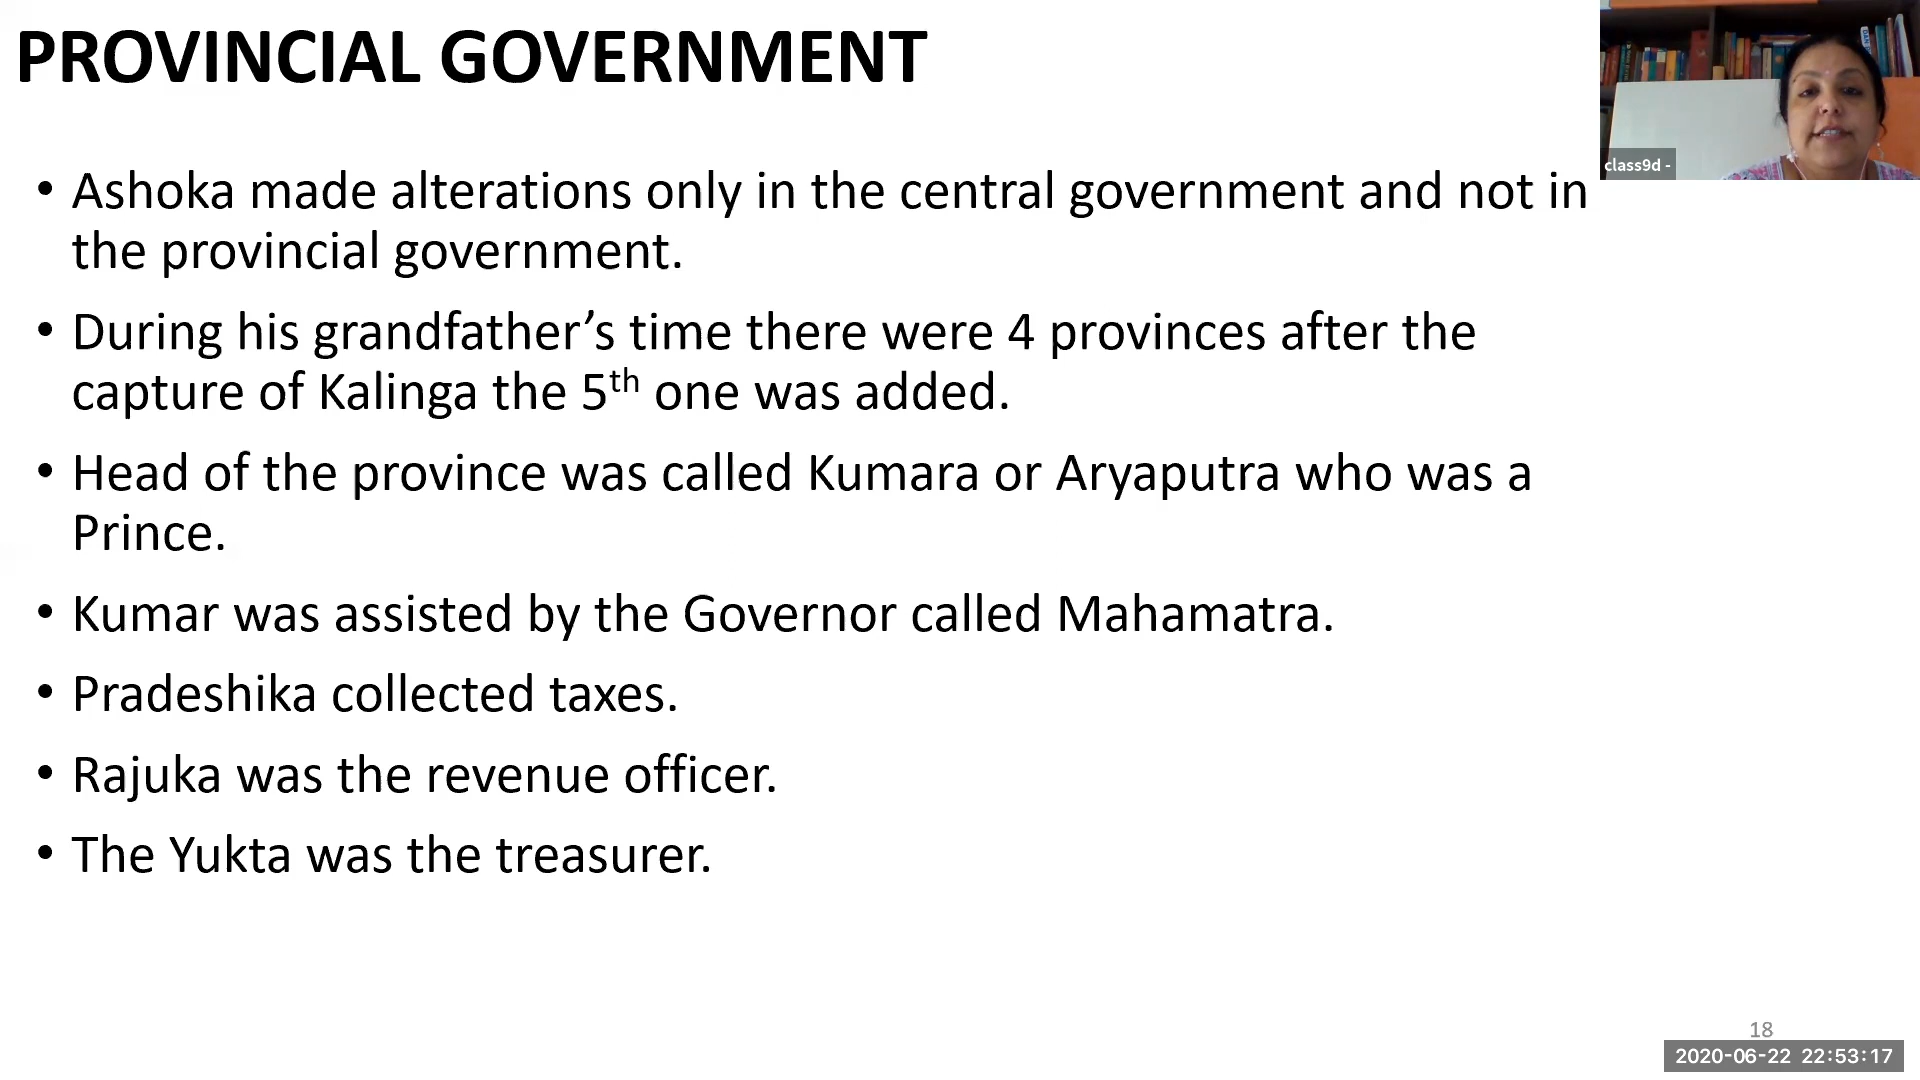 PROVINCIAL GOVERNMENT
• Ashoka made alterations only in the central government and not in
the provincial government.
• During his grandfather’s time there were 4 provinces after the
capture of Kalinga the 5th one was added.
• Head of the province was called Kumara or Aryaputra who was a
Prince.
• Kumar was assisted by the Governor called Mahamatra.
• Pradeshika collected taxes.
• Rajuka was the revenue officer.
• The Yukta was the treasurer.
class9d -
18
2020-06-22 22:53:17